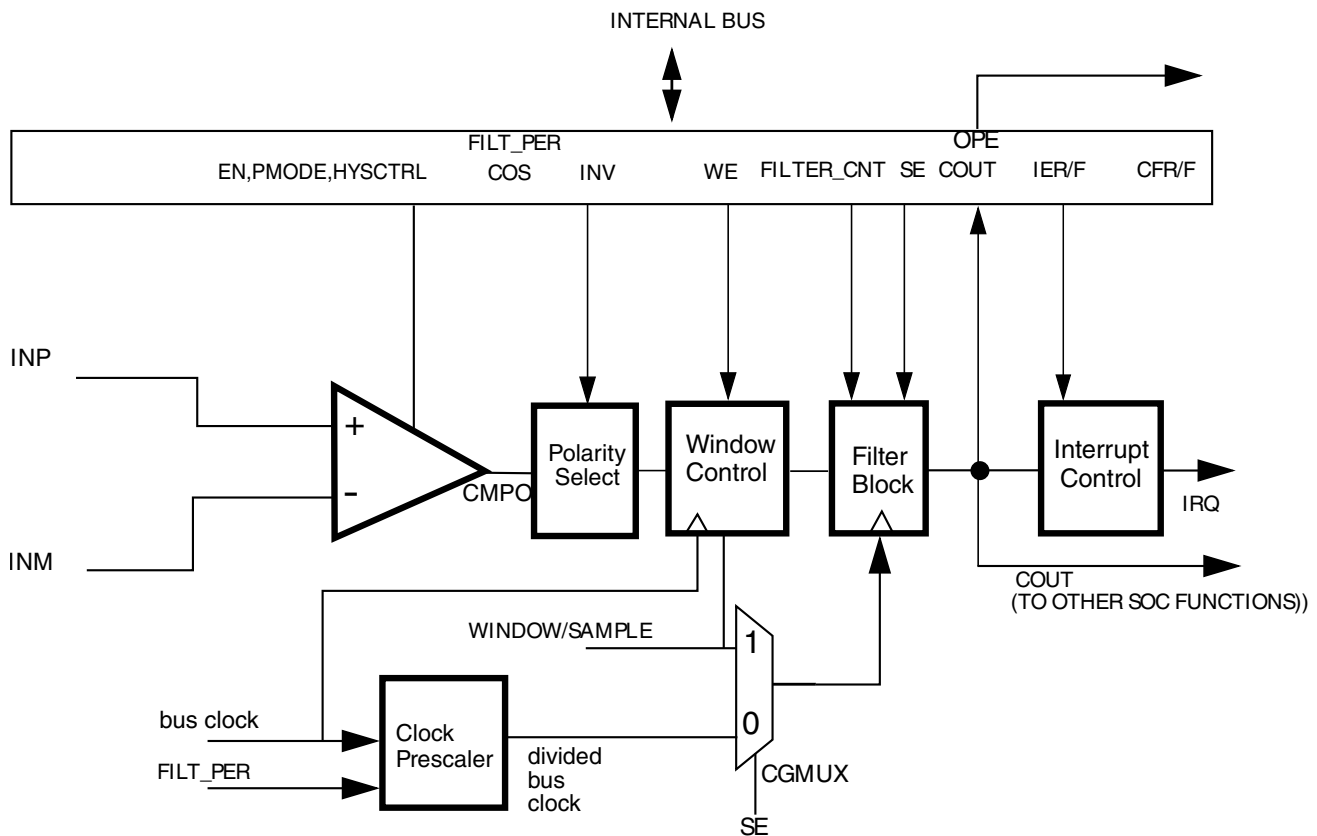 INTERNAL BUS
FILT_PER
OPE
EN,PMODE,HYSCTRL
COS
INV
WE
FILTER_CNT
SE
COUT
IER/F
CFR/F
INP
INM
+
-
CMPO
Polarity
Select
Window
Control
Filter
Block
Interrupt
Control
IRQ
COUT
(TO OTHER SOC FUNCTIONS))
WINDOW/SAMPLE
1
0
bus clock
FILT_PER
Clock
Prescaler
divided
bus
clock
CGMUX
SE